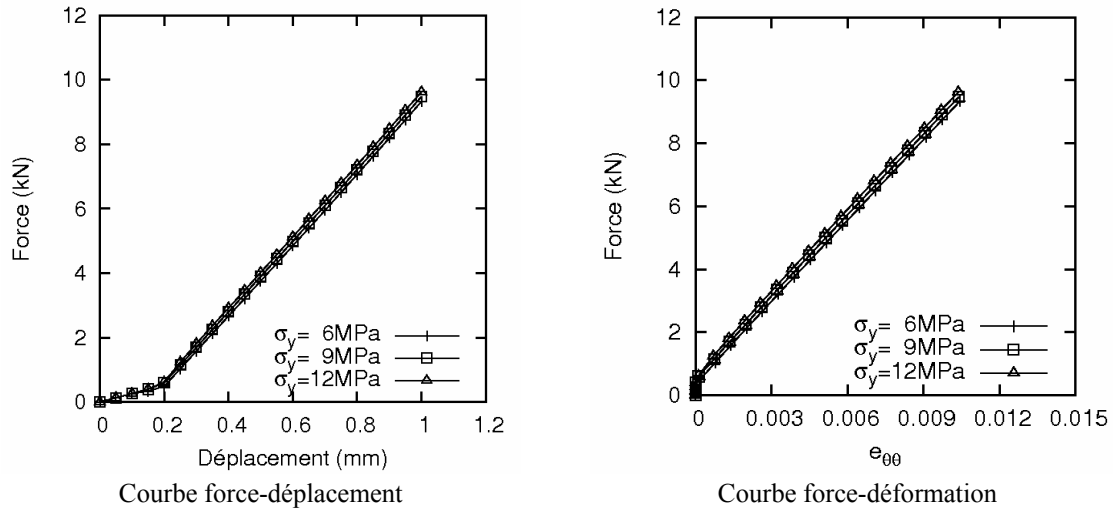 12
10
8
6
4
2
0
Force (kN)
σy= 6MPa
σy= 9MPa
σy=12MPa
0 0.2 0.4 0.6 0.8 1 1.2
Déplacement (mm)
Courbe force-déplacement
12
10
8
6
4
2
0
Force (kN)
σy= 6MPa
σy= 9MPa
σy=12MPa
0 0.003 0.006 0.009 0.012 0.015
eθθ
Courbe force-déformation